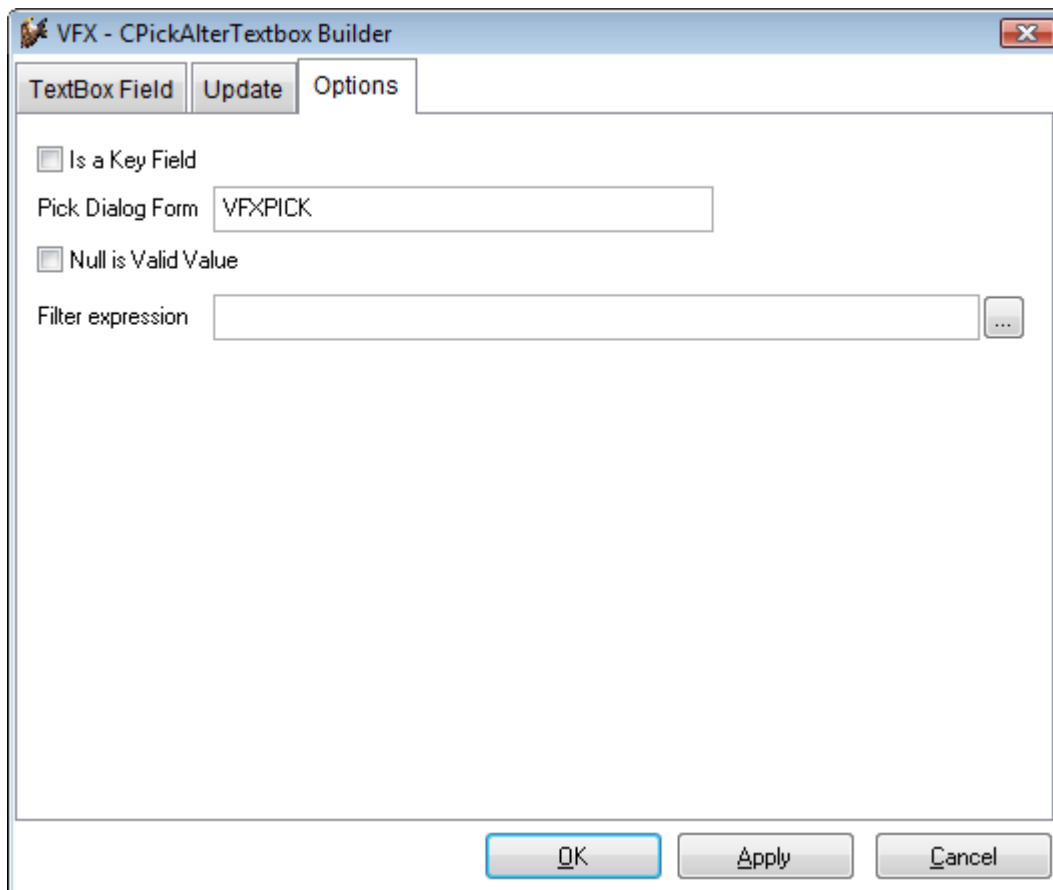 VFX - CPickAlterTextbox Builder
TextBox Field Update Options
Is a Key Field
Pick Dialog Form VFXPICK
Null is Valid Value
Filter expression ...
OK Apply Cancel